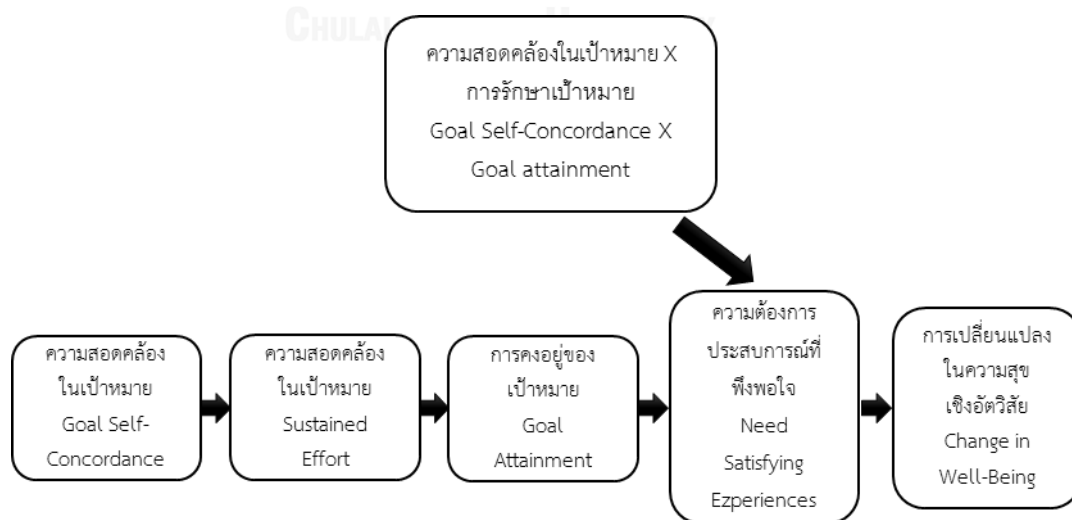 CHULAL
ความสอดคล้องในเป้าหมาย X
การรักษาเป้าหมาย
Goal Self-Concordance X
Goal attainment
ความสอดคล้อง
ในเป้าหมาย
Goal Self-
Concordance
ความสอดคล้อง
ในเป้าหมาย
Sustained
Effort
การคงอยู่ของ
เป้าหมาย
Goal
Attainment
ความต้องการ
ประสบการณ์ที่
พึงพอใจ
Need
Satisfying
Ezperiences
การเปลี่ยนแปลง
ในความสุข
เชิงอัตวิสัย
Change in
Well-Being